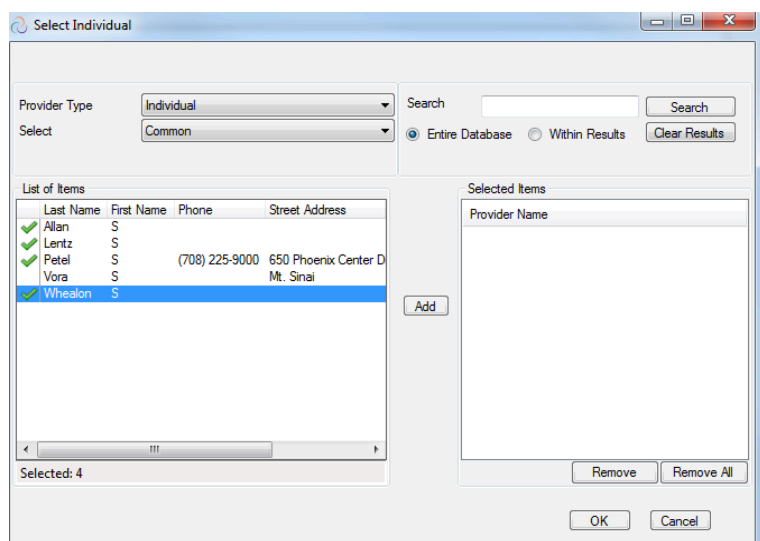 Select Individual
Provider Type Individual
Select Common
Search Search
Entire Database Within Results Clear Results
List of Items
Last Name First Name Phone Street Address
Allan S
Lentz S
Petel S (708) 225-9000 650 Phoenix Center D
Vora S Mt. Sinai
Whealon S
Selected: 4
Add
Selected Items
Provider Name
Remove Remove All
OK Cancel